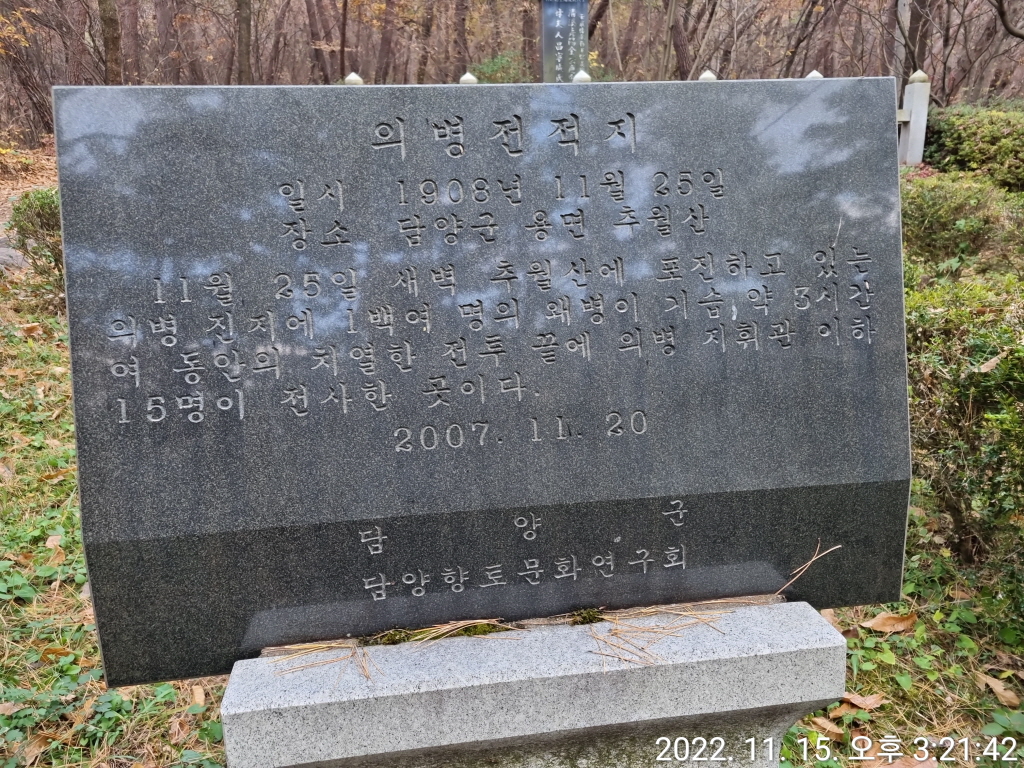 의병전적지
일시 1908년 11월 25일
장소 담양군 용면 추월산
11월 25일 새벽 추월산에 포진하고 있는
의병 진지에 1백여 명의 왜병이 기습,약 3시간
여 동안의 치열한 전투 끝에 의병 지휘관 이하
15명이 전사한 곳이다.
2007. 11. 20
담양군
담양향토문화연구회
2022. 11. 15. 오후 3:21:42